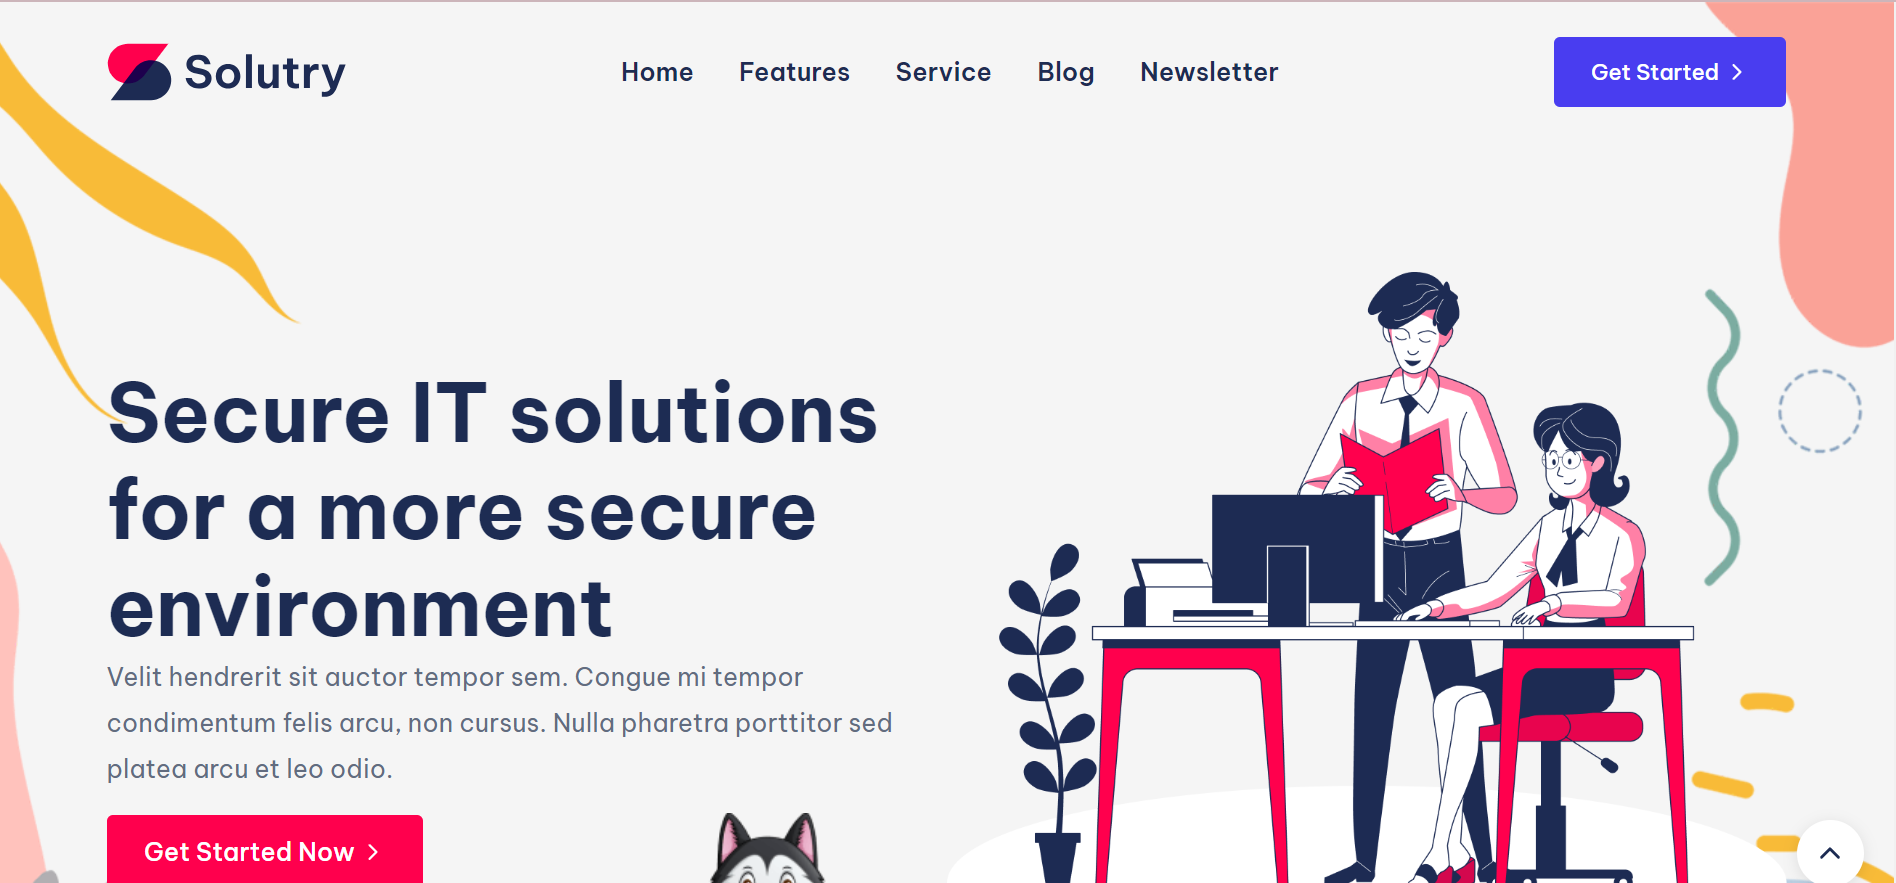 Solutry
Home Features Service Blog Newsletter
Get Started
Secure IT solutions
for a more secure
environment
Velit hendrerit sit auctor tempor sem. Congue mi tempor
condimentum felis arcu, non cursus. Nulla pharetra porttitor sed
platea arcu et leo odio.
Get Started Now